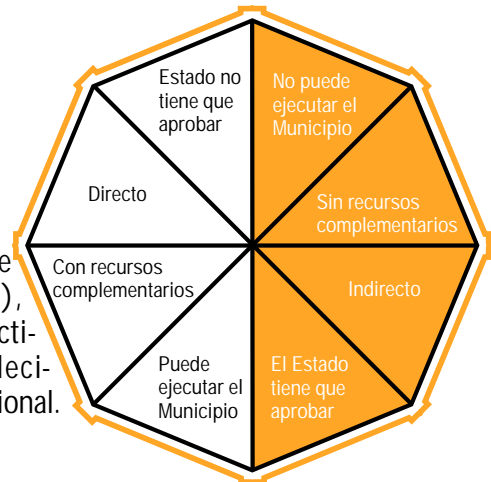 Estado no
tiene que
aprobar
No puede
ejecutar el
Municipio
Directo
Sin recursos
complementarios
Con recursos
complementarios
Indirecto
Puede
ejecutar el
Municipio
El Estado
tiene que
aprobar
e
),
cti-
deci-
ional.